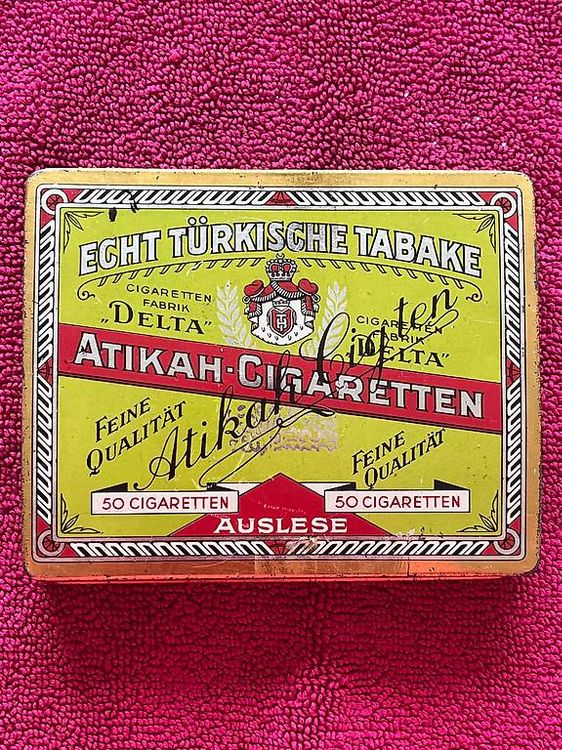 ECHT TÜRKISCHE TABAKE
CIGARETTEN
FABRIK
„DELTA”
CIGARETTEN
FABRIK
„DELTA”
ATIKAH-CIGARETTEN
Atikah Cigten
FEINE
QUALITÄT
FEINE
QUALITÄT
50 CIGARETTEN
50 CIGARETTEN
AUSLESE